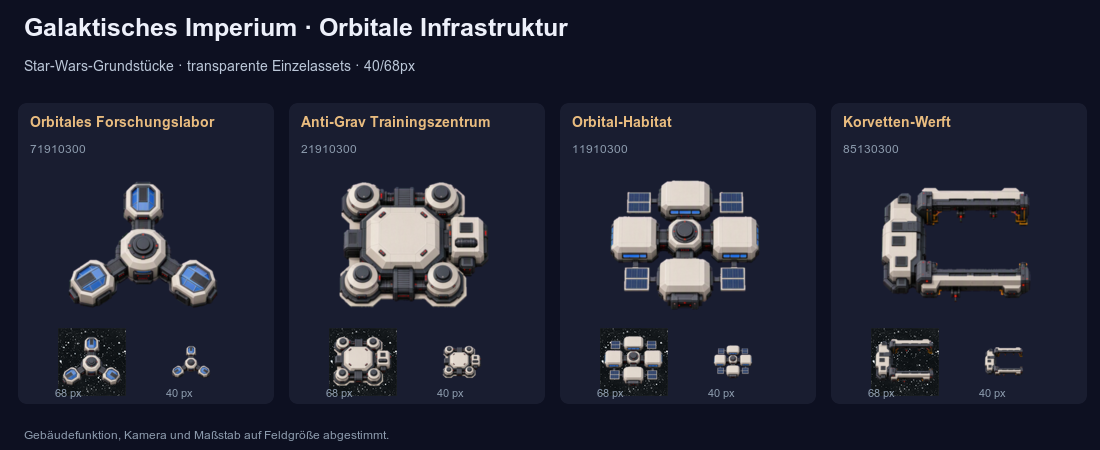 Galaktisches Imperium · Orbitale Infrastruktur
Star-Wars-Grundstücke · transparente Einzelassets · 40/68px
Orbitales Forschungslabor
71910300
68 px
40 px
Anti-Grav Trainingszentrum
21910300
68 px
40 px
Orbital-Habitat
11910300
68 px
40 px
Korvetten-Werft
85130300
68 px
40 px
Gebäudefunktion, Kamera und Maßstab auf Feldgröße abgestimmt.